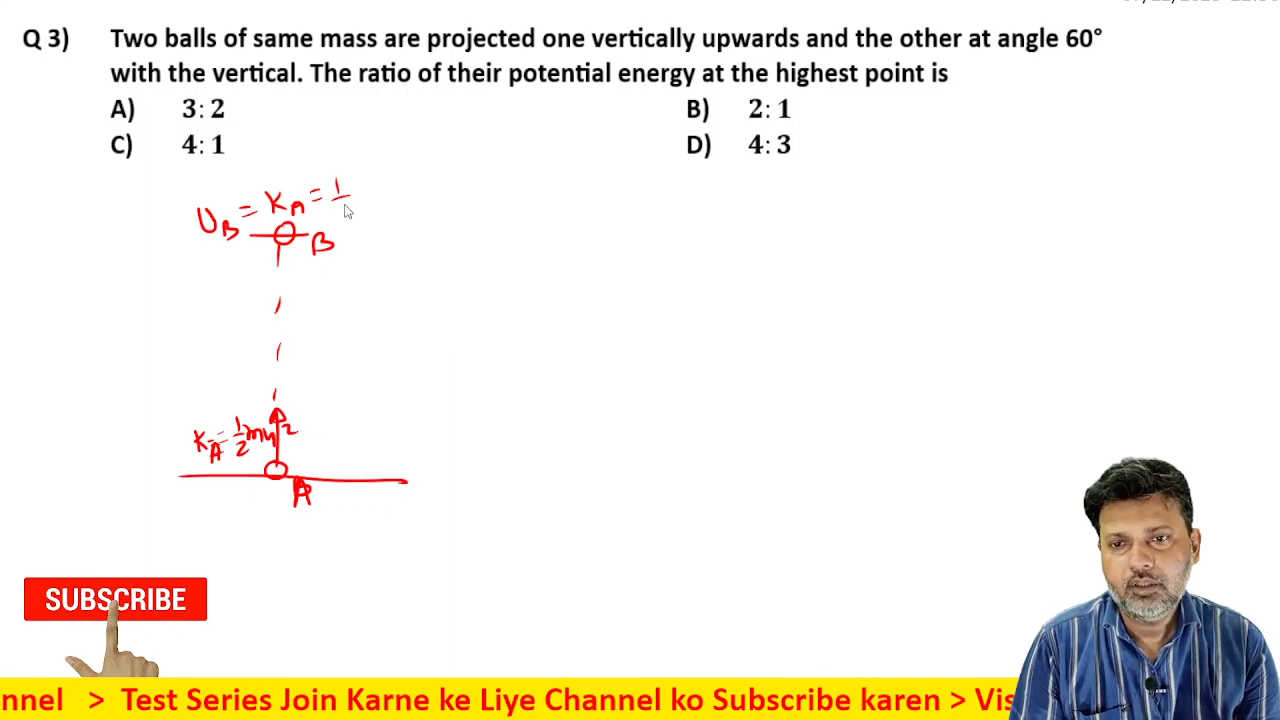 Q 3) Two balls of same mass are projected one vertically upwards and the other at angle 60°
with the vertical. The ratio of their potential energy at the highest point is
A) 3: 2 B) 2: 1
C) 4: 1 D) 4: 3
U_B = K_A = 1
B
K_A = 1/2 mu²
A
SUBSCRIBE
nnel > Test Series Join Karne ke Liye Channel ko Subscribe karen > Vis